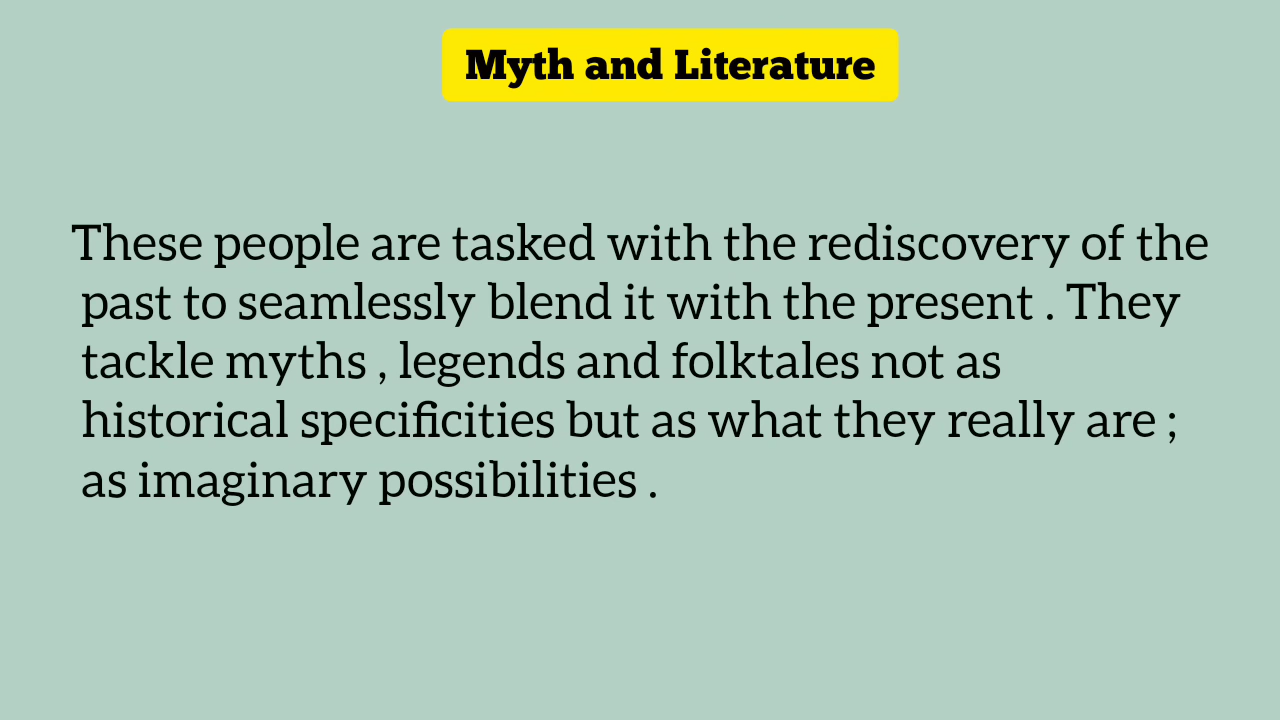 Myth and Literature
These people are tasked with the rediscovery of the
past to seamlessly blend it with the present . They
tackle myths , legends and folktales not as
historical specificities but as what they really are ;
as imaginary possibilities .